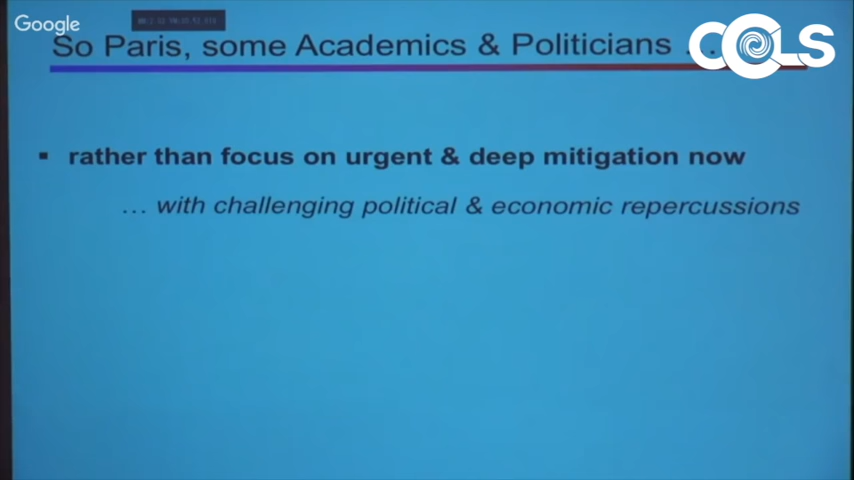 Google
So Paris, some Academics & Politicians ...
CCLS
▪ rather than focus on urgent & deep mitigation now
... with challenging political & economic repercussions